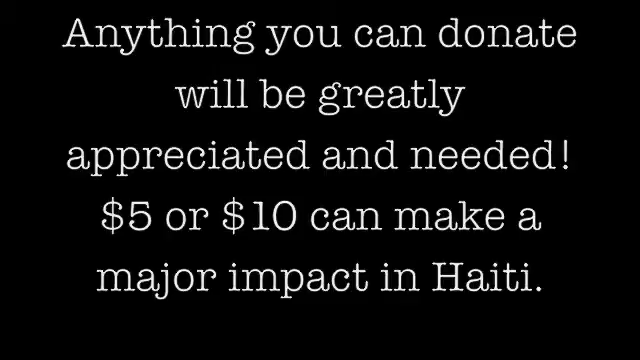 Anything you can donate
will be greatly
appreciated and needed!
$5 or $10 can make a
major impact in Haiti.